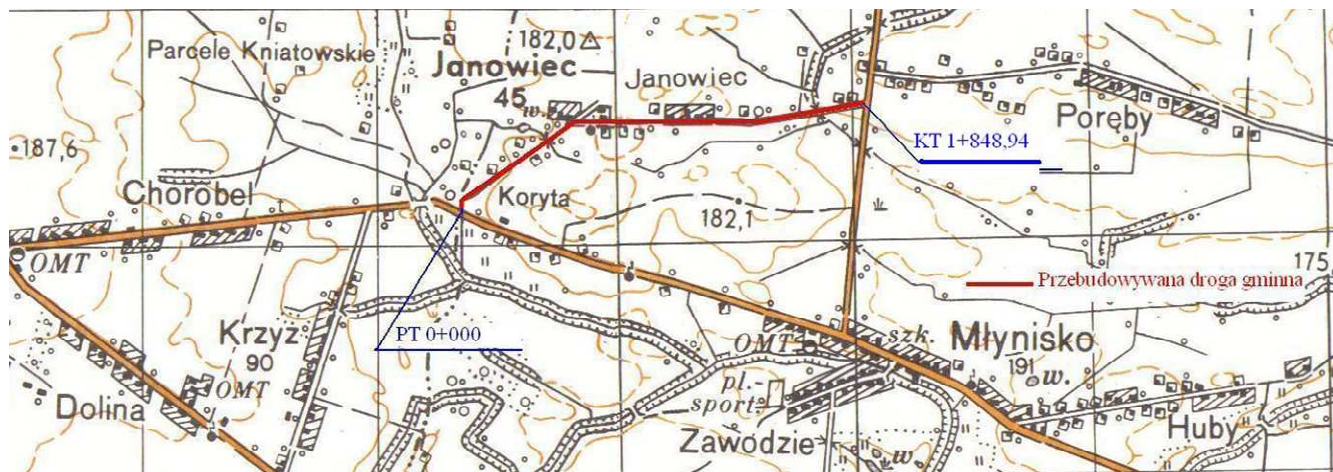 Parcele Kniatowskie
182,0
Janowiec
45
w.
Janowiec
Poręby
KT 1+848,94
187,6
Chorobel
Koryta
182,1
OMT
175
Przebudowywana droga gminna
Krzyż
90
PT 0+000
OMT
szk.
Młynisko
191 w.
OMT
Dolina
pl.-
sport.
Zawodzie
w
Huby